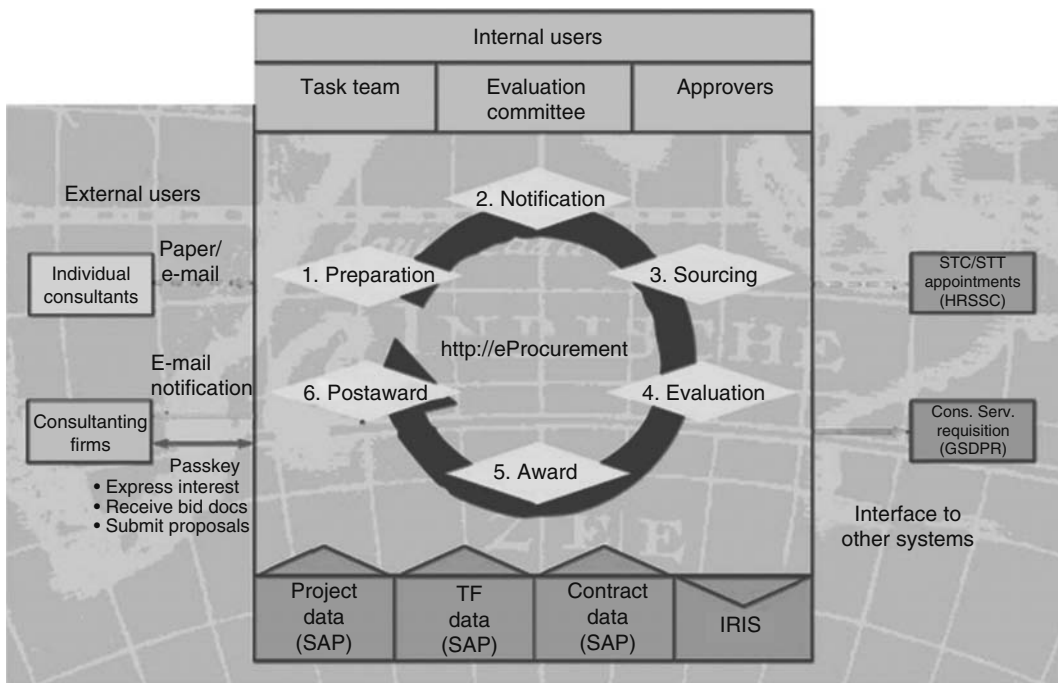 Internal users
Task team
Evaluation
committee
Approvers
External users
Paper/
e-mail
Individual
consultants
E-mail
notification
Consultanting
firms
Passkey
• Express interest
• Receive bid docs
• Submit proposals
1. Preparation
2. Notification
3. Sourcing
4. Evaluation
5. Award
6. Postaward
http://eProcurement
INDISCHE
ZEE
STC/STT
appointments
(HRSSC)
Cons. Serv.
requisition
(GSDPR)
Interface to
other systems
Project
data
(SAP)
TF
data
(SAP)
Contract
data
(SAP)
IRIS